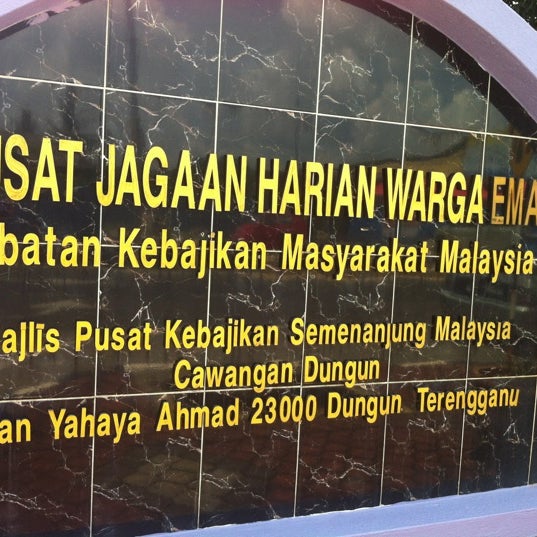 USAT JAGAAN HARIAN WARGA EMA
batan Kebajikan Masyarakat Malaysia
ajlis Pusat Kebajikan Semenanjung Malaysia
Cawangan Dungun
an Yahaya Ahmad 23000 Dungun Terengganu